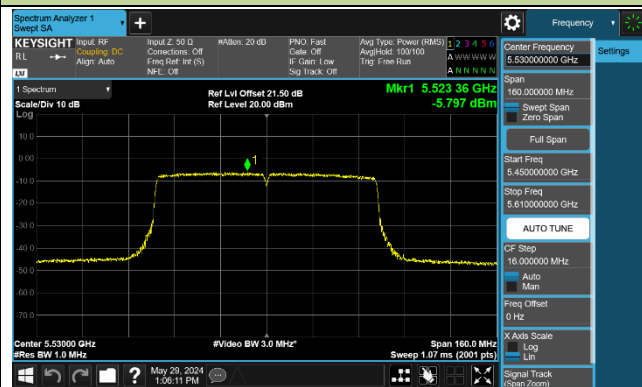 Spectrum Analyzer 1
Swept SA
Frequency
KEYSIGHT
RL
LXI
Input: RF
Coupling: DC
Align: Auto
Input Z: 50 Ω
Corrections: Off
Freq Ref: Int (S)
NFE: Off
#Atten: 20 dB
PNO: Fast
Gate: Off
IF Gain: Low
Sig Track: Off
Avg Type: Power (RMS)
Avg|Hold: 100/100
Trig: Free Run
1 2 3 4 5 6
A W W W W W
A N N N N N
1 Spectrum
Scale/Div 10 dB
Log
Ref Lvl Offset 21.50 dB
Ref Level 20.00 dBm
Mkr1 5.523 36 GHz
-5.797 dBm
10.0
0.00
-10.0
-20.0
-30.0
-40.0
-50.0
-60.0
-70.0
1
Center 5.53000 GHz
#Res BW 1.0 MHz
#Video BW 3.0 MHz*
Span 160.0 MHz
Sweep 1.07 ms (2001 pts)
Center Frequency
5.530000000 GHz
Settings
Span
160.000000 MHz
Swept Span
Zero Span
Full Span
Start Freq
5.450000000 GHz
Stop Freq
5.610000000 GHz
AUTO TUNE
CF Step
16.000000 MHz
Auto
Man
Freq Offset
0 Hz
X Axis Scale
Log
Lin
Signal Track
(Span Zoom)
?
May 29, 2024
1:06:11 PM